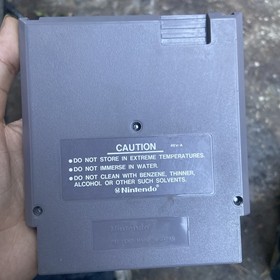 CAUTION
• DO NOT STORE IN EXTREME TEMPERATURES.
• DO NOT IMMERSE IN WATER.
• DO NOT CLEAN WITH BENZENE, THINNER,
ALCOHOL OR OTHER SUCH SOLVENTS.
Nintendo®